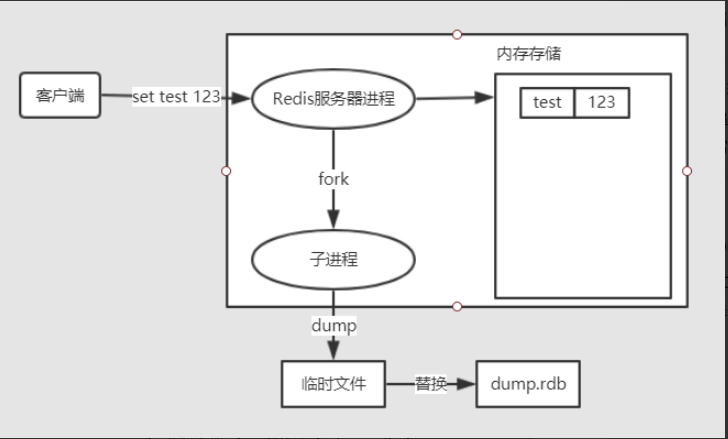 内存存储
客户端
set test 123
Redis服务器进程
test
123
fork
子进程
dump
临时文件
替换
dump.rdb